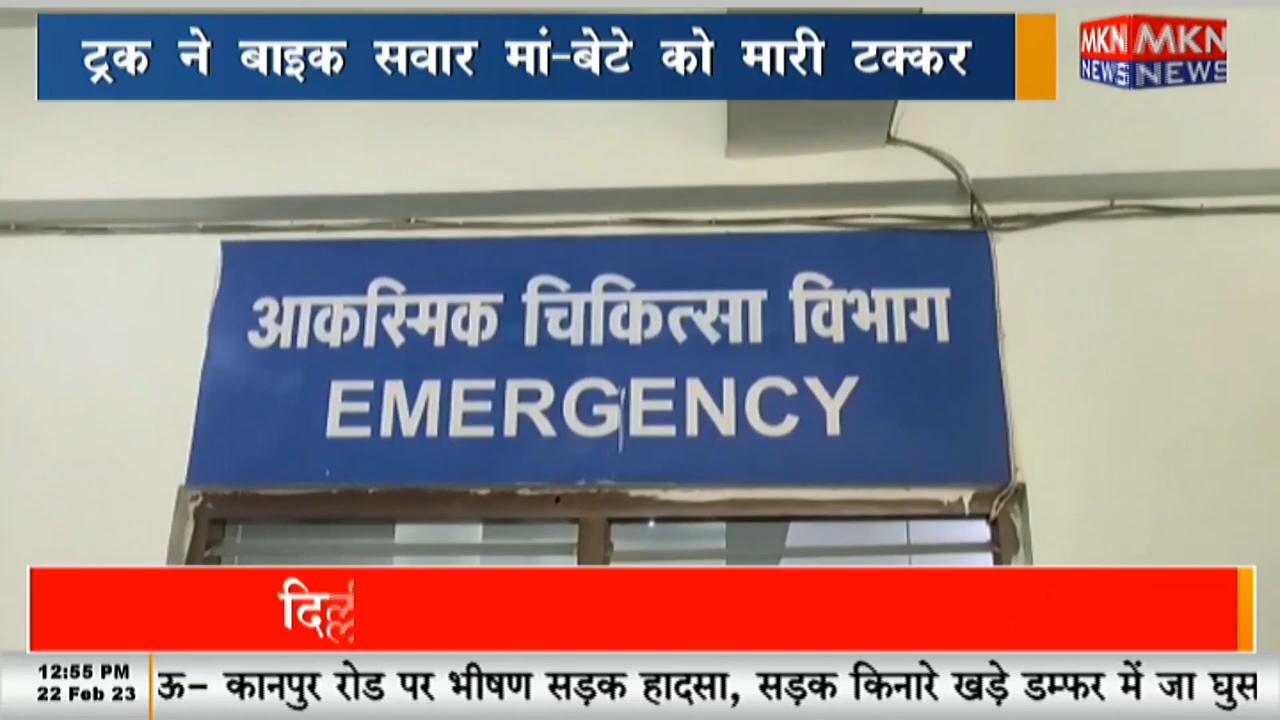 ट्रक ने बाइक सवार मां-बेटे को मारी टक्कर
MKN MKN
NEWS NEWS
आकस्मिक चिकित्सा विभाग
EMERGENCY
12:55 PM
22 Feb 23
ऊ- कानपुर रोड पर भीषण सड़क हादसा, सड़क किनारे खड़े डम्फर में जा घुस